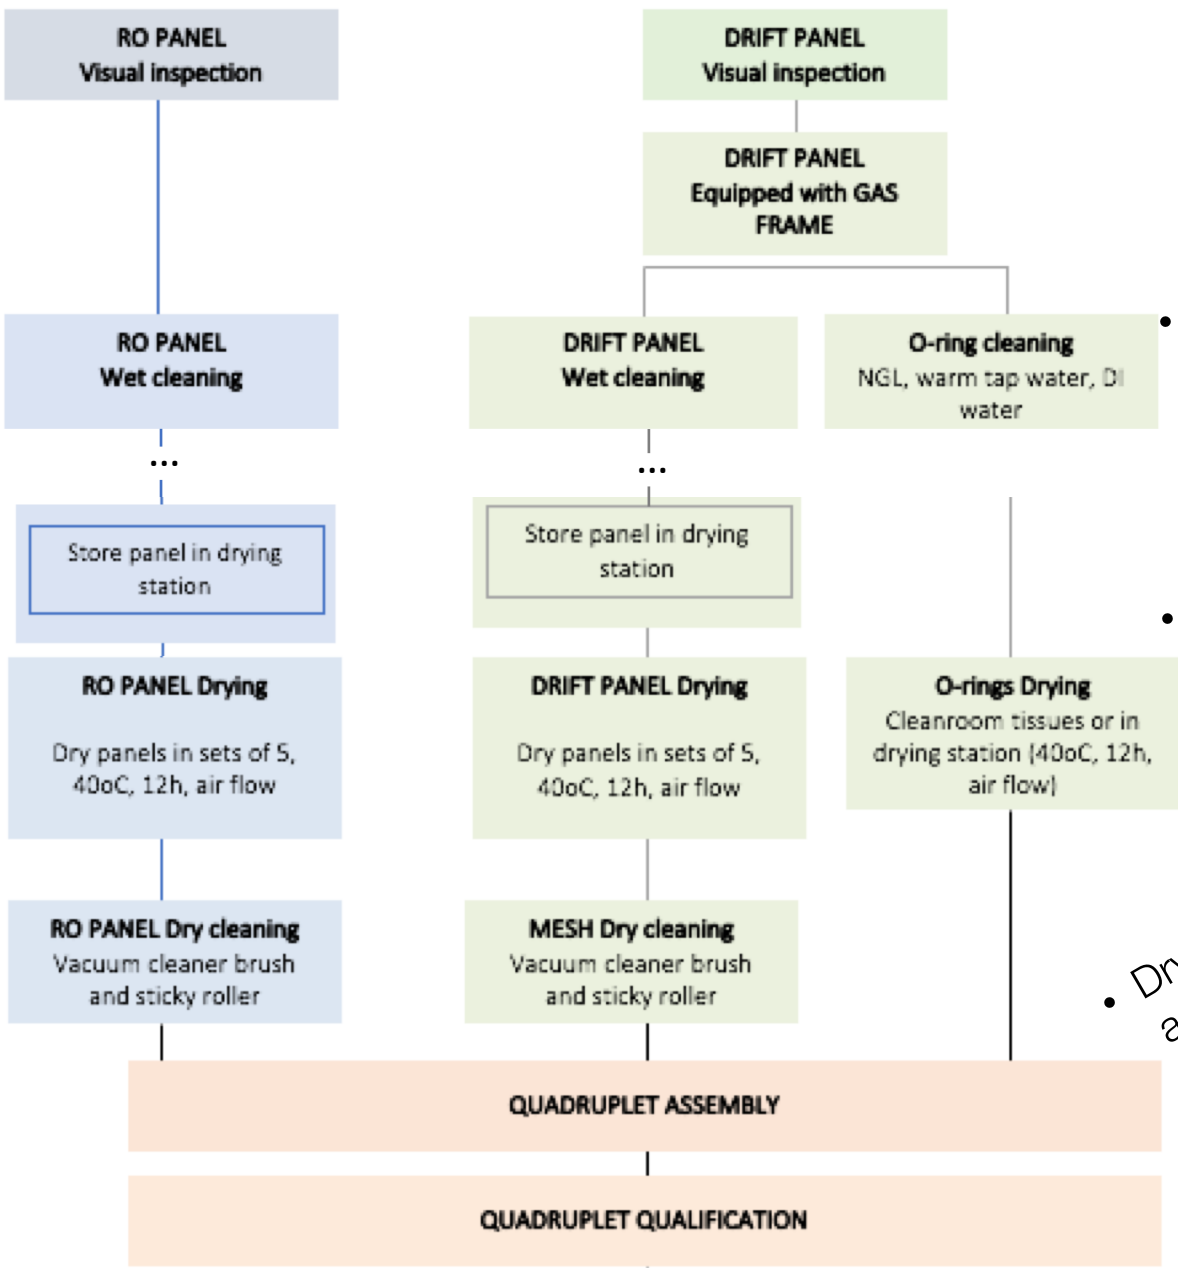 RO PANEL
Visual inspection
DRIFT PANEL
Visual inspection
DRIFT PANEL
Equipped with GAS
FRAME
RO PANEL
Wet cleaning
DRIFT PANEL
Wet cleaning
O-ring cleaning
NGL, warm tap water, DI
water
•
...
...
Store panel in drying
station
Store panel in drying
station
•
RO PANEL Drying
Dry panels in sets of 5,
40oC, 12h, air flow
DRIFT PANEL Drying
Dry panels in sets of 5,
40oC, 12h, air flow
O-rings Drying
Cleanroom tissues or in
drying station (40oC, 12h,
air flow)
RO PANEL Dry cleaning
Vacuum cleaner brush
and sticky roller
MESH Dry cleaning
Vacuum cleaner brush
and sticky roller
•
QUADRUPLET ASSEMBLY
QUADRUPLET QUALIFICATION